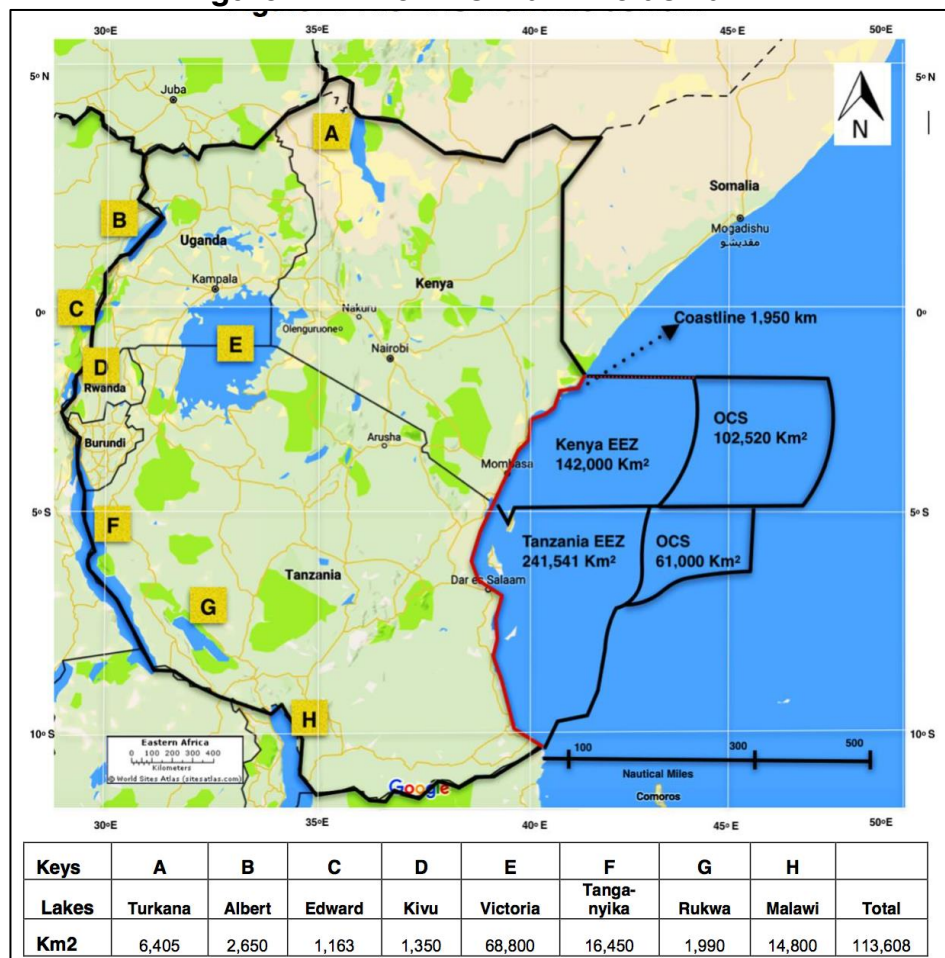 5° N
5° N
30°E
35°E
40° E
45°E
50°E
Juba
7
A
N
Somalia
Mogadishu
مقديشو
B
Uganda
Kampala
Kenya
C
0°
0°
Nakuru
Olenguruone
Nairobi
Coastline 1,950 km
E
D
Rwanda
Burundi
Arusha
Mombasa
Kenya EEZ
142,000 Km²
OCS
102,520 Km²
5° S
5° S
F
Tanzania EEZ
241,541 Km²
OCS
61,000 Km²
Tanzania
Dar es Salaam
G
H
10° S
10° S
Eastern Africa
0 100 200 300 400
Kilometers
© World Sites Atlas (sitesatlas.com)
Google
100 300 500
Nautical Miles
Comoros
30°E 35°E 40° E 45°E 50°E
Keys A B C D E F G H
Lakes Turkana Albert Edward Kivu Victoria Tanga-
nyika Rukwa Malawi Total
Km2 6,405 2,650 1,163 1,350 68,800 16,450 1,990 14,800 113,608